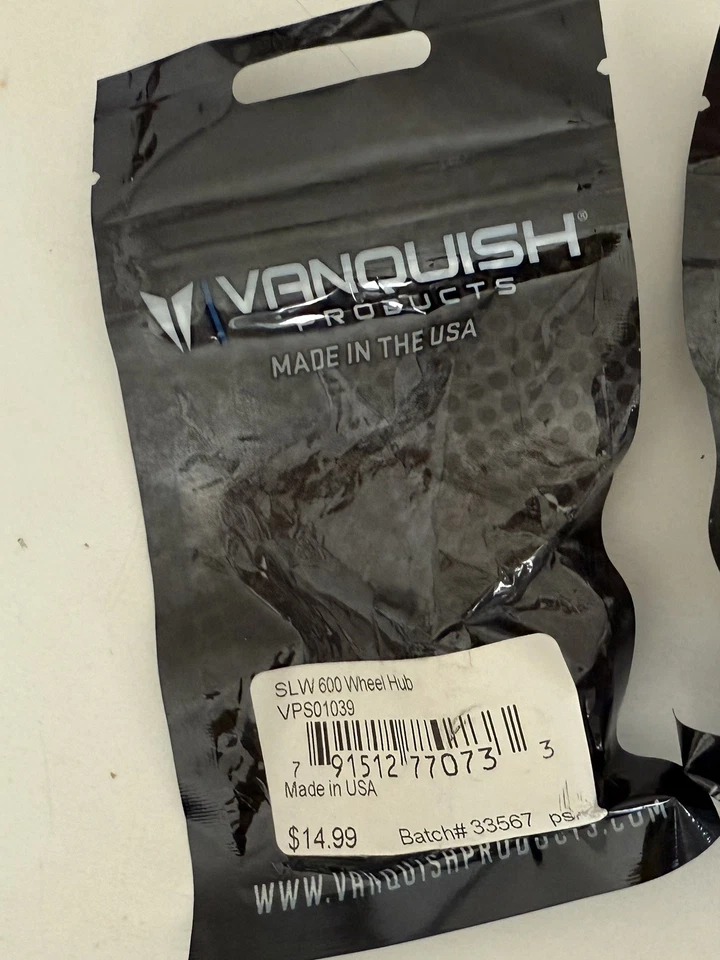 VANQUISH®
PRODUCTS
MADE IN THE USA
SLW 600 Wheel Hub
VPS01039
7 91512 77073 3
Made in USA
$14.99 Batch# 33567
WWW.VANQUISHPRODUCTS.COM